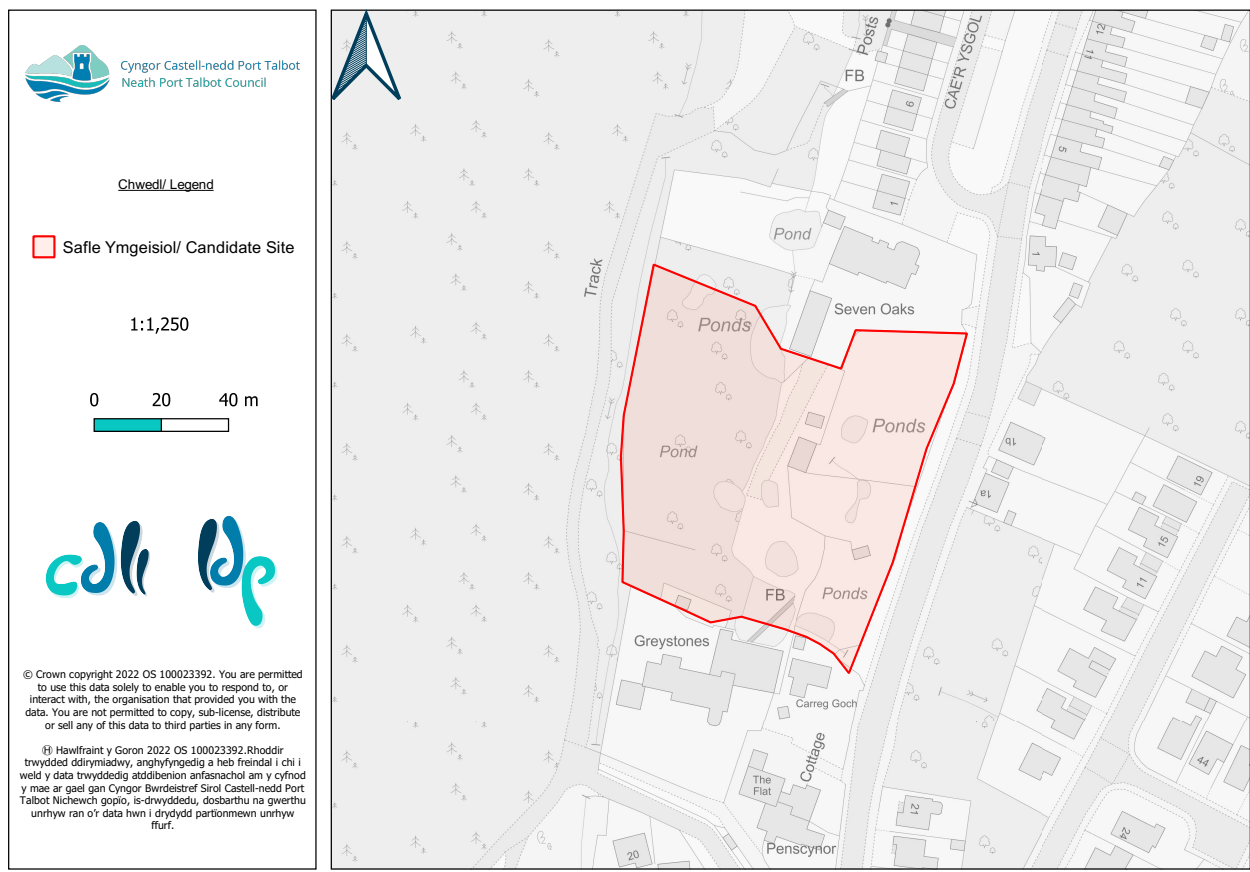 Cyngor Castell-nedd Port Talbot
Neath Port Talbot Council
Chwedl/ Legend
Safle Ymgeisiol/ Candidate Site
1:1,250
0 20 40 m
cdll ldp
© Crown copyright 2022 OS 100023392. You are permitted
to use this data solely to enable you to respond to, or
interact with, the organisation that provided you with the
data. You are not permitted to copy, sub-license, distribute
or sell any of this data to third parties in any form.
Ⓗ Hawlfraint y Goron 2022 OS 100023392.Rhoddir
trwydded ddirymiadwy, anghyfyngedig a heb freindal i chi i
weld y data trwyddedig atddibenion anfasnachol am y cyfnod
y mae ar gael gan Cyngor Bwrdeistref Sirol Castell-nedd Port
Talbot Nichewch gopïo, is-drwyddedu, dosbarthu na gwerthu
unrhyw ran o'r data hwn i drydydd partïonmewn unrhyw
ffurf.
Posts
FB
CAE'R YSGOL
12
11
9
5
1
Pond
1
Track
Seven Oaks
Ponds
Ponds
Pond
1b
1a
19
15
11
FB
Ponds
Greystones
Carreg Goch
Cottage
The
Flat
44
21
24
20
Penscynor